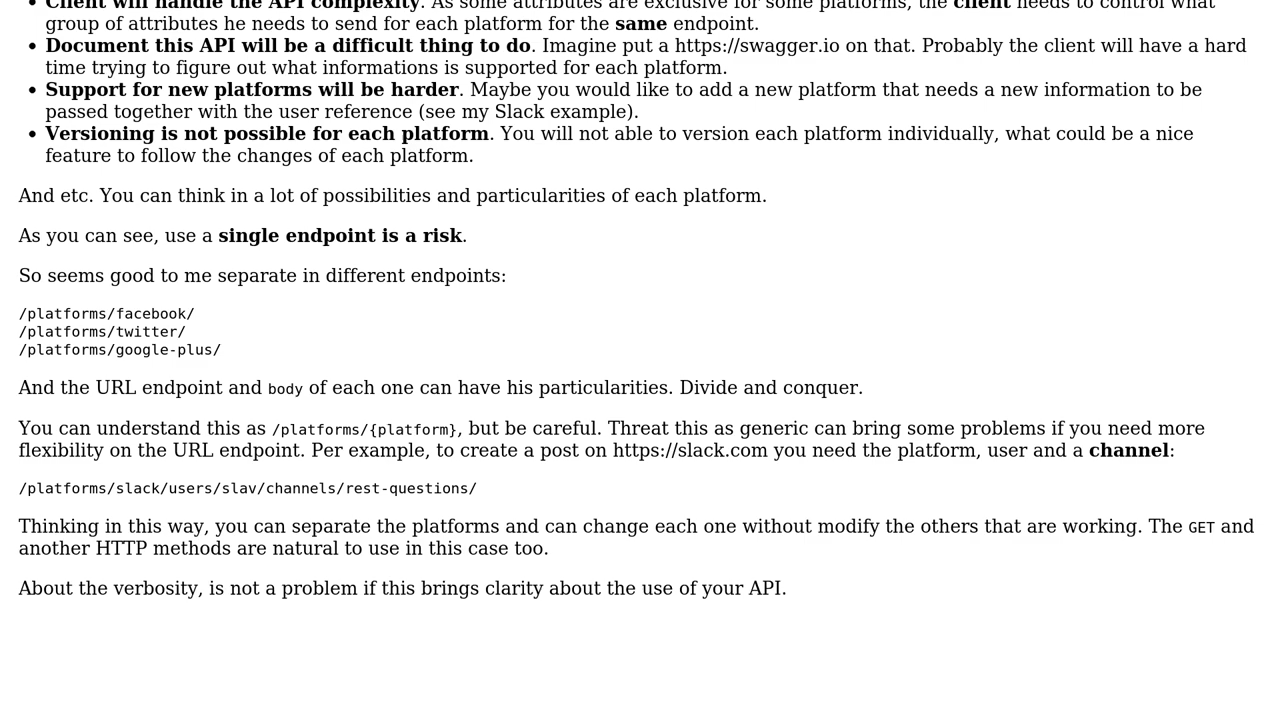 Client will handle the API complexity. As some attributes are exclusive for some platforms, the client needs to control what
group of attributes he needs to send for each platform for the same endpoint.
Document this API will be a difficult thing to do. Imagine put a https://swagger.io on that. Probably the client will have a hard
time trying to figure out what informations is supported for each platform.
Support for new platforms will be harder. Maybe you would like to add a new platform that needs a new information to be
passed together with the user reference (see my Slack example).
Versioning is not possible for each platform. You will not able to version each platform individually, what could be a nice
feature to follow the changes of each platform.
And etc. You can think in a lot of possibilities and particularities of each platform.
As you can see, use a single endpoint is a risk.
So seems good to me separate in different endpoints:
/platforms/facebook/
/platforms/twitter/
/platforms/google-plus/
And the URL endpoint and body of each one can have his particularities. Divide and conquer.
You can understand this as /platforms/{platform}, but be careful. Threat this as generic can bring some problems if you need more
flexibility on the URL endpoint. Per example, to create a post on https://slack.com you need the platform, user and a channel:
/platforms/slack/users/slav/channels/rest-questions/
Thinking in this way, you can separate the platforms and can change each one without modify the others that are working. The GET and
another HTTP methods are natural to use in this case too.
About the verbosity, is not a problem if this brings clarity about the use of your API.